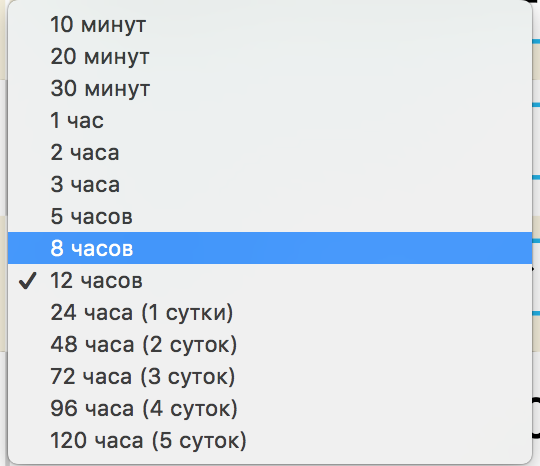 10 минут
20 минут
30 минут
1 час
2 часа
3 часа
5 часов
8 часов
12 часов
24 часа (1 сутки)
48 часа (2 суток)
72 часа (3 суток)
96 часа (4 суток)
120 часа (5 суток)